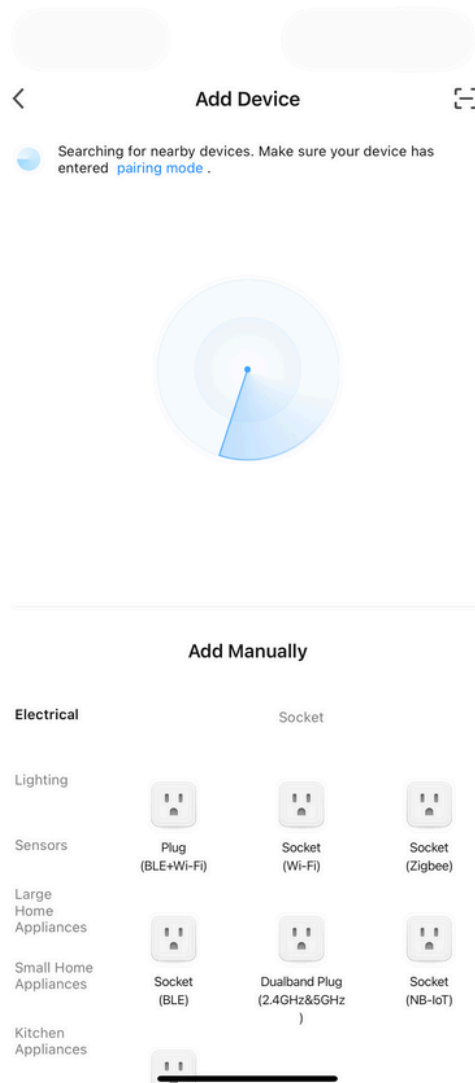 Add Device
Searching for nearby devices. Make sure your device has
entered pairing mode .
Add Manually
Electrical
Socket
Lighting
Sensors
Large
Home
Appliances
Small Home
Appliances
Kitchen
Appliances
Plug
(BLE+Wi-Fi)
Socket
(Wi-Fi)
Socket
(Zigbee)
Socket
(BLE)
Dualband Plug
(2.4GHz&5GHz
)
Socket
(NB-IoT)